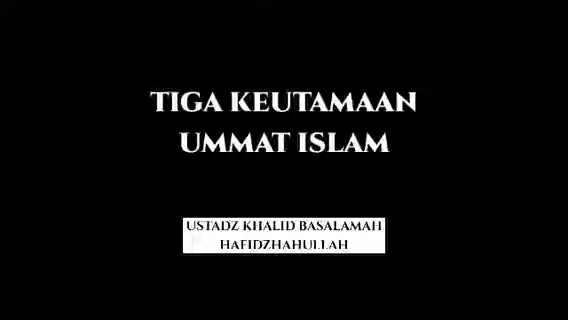 TIGA KEUTAMAAN
UMMAT ISLAM
USTADZ KHALID BASALAMAH
HAFIDZHAHULLAH